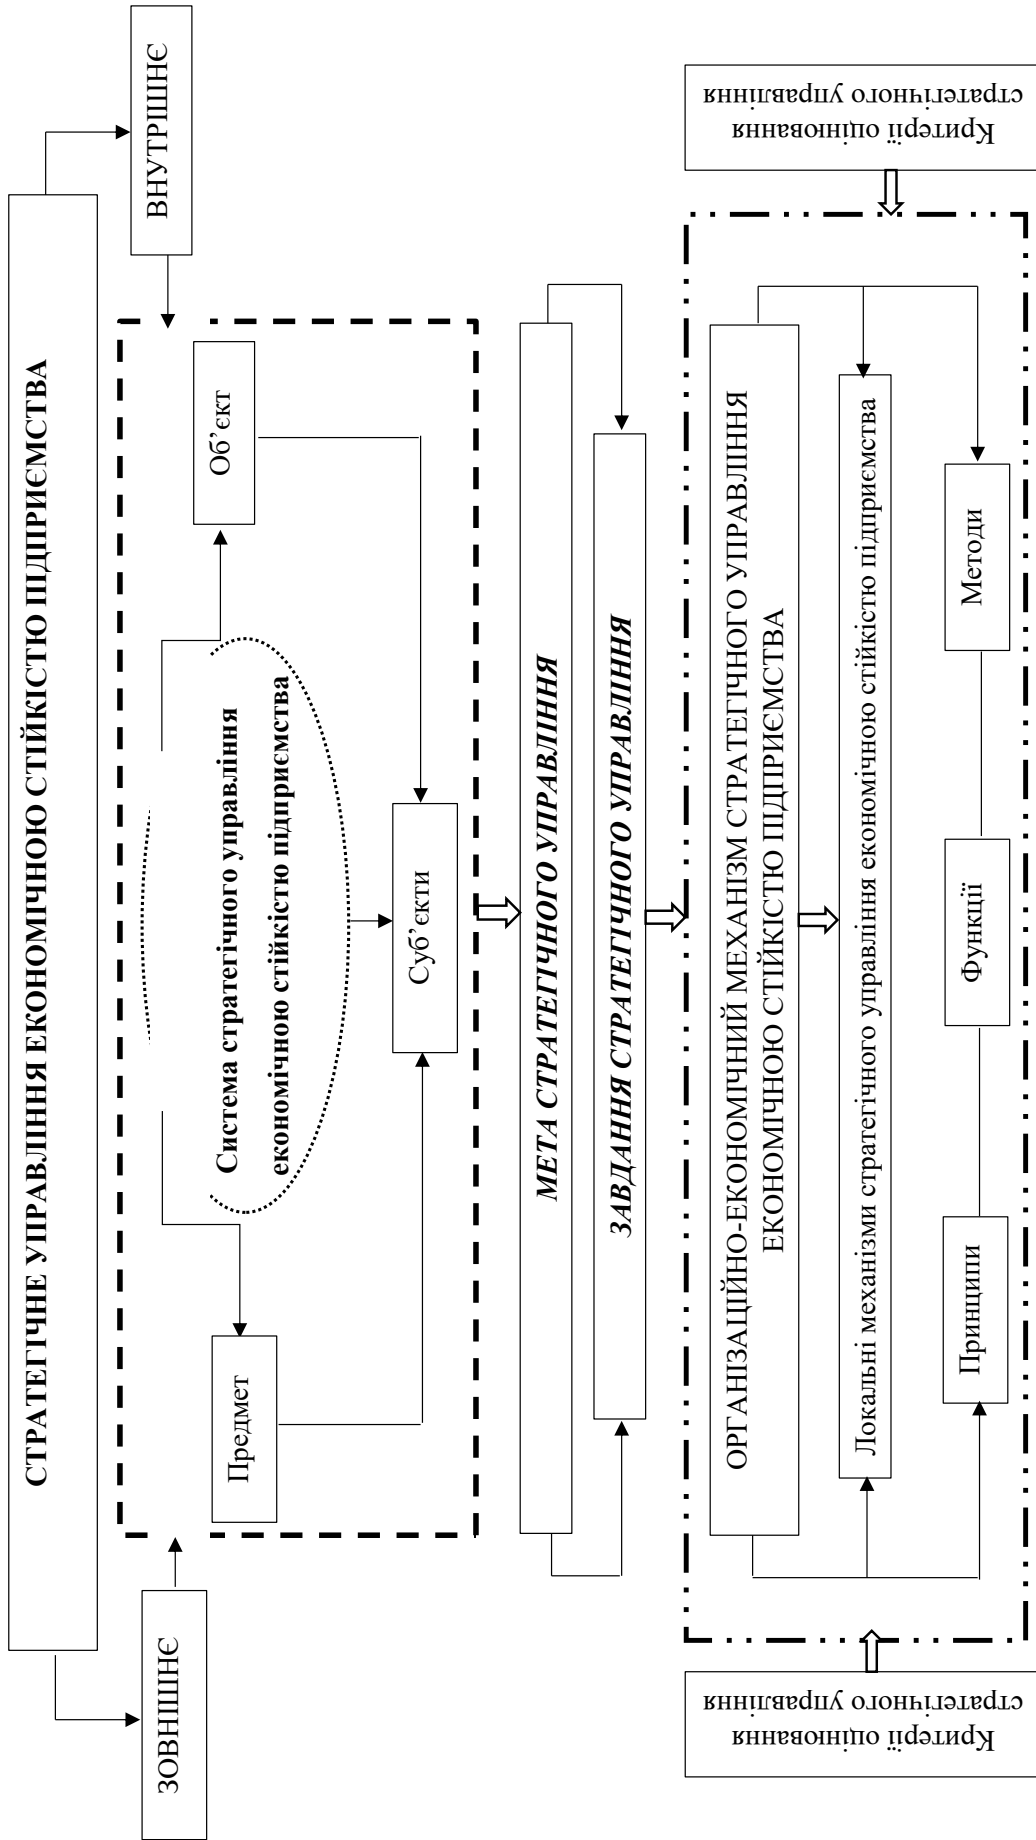 СТРАТЕГІЧНЕ УПРАВЛІННЯ ЕКОНОМІЧНОЮ СТІЙКІСТЮ ПІДПРИЄМСТВА
ЗОВНІШНЄ
ВНУТРІШНЄ
Система стратегічного управління
економічною стійкістю підприємства
Предмет
Об’єкт
Суб’єкти
МЕТА СТРАТЕГІЧНОГО УПРАВЛІННЯ
ЗАВДАННЯ СТРАТЕГІЧНОГО УПРАВЛІННЯ
Критерії оцінювання
стратегічного управління
ОРГАНІЗАЦІЙНО-ЕКОНОМІЧНИЙ МЕХАНІЗМ СТРАТЕГІЧНОГО УПРАВЛІННЯ
ЕКОНОМІЧНОЮ СТІЙКІСТЮ ПІДПРИЄМСТВА
Локальні механізми стратегічного управління економічною стійкістю підприємства
Принципи
Функції
Методи
Критерії оцінювання
стратегічного управління